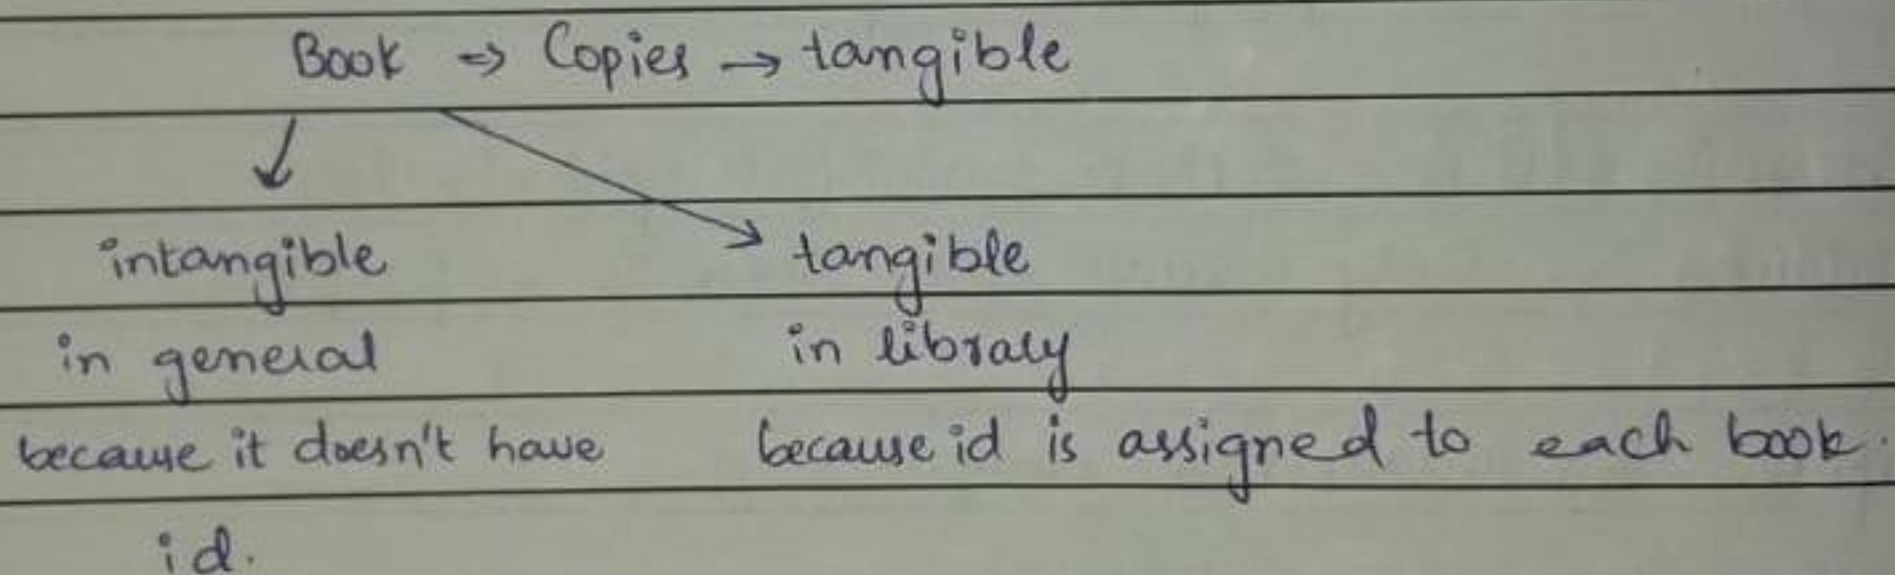 Book ⇒ Copies → tangible
intangible tangible
in general in library
because it doesn't have because id is assigned to each book.
id.